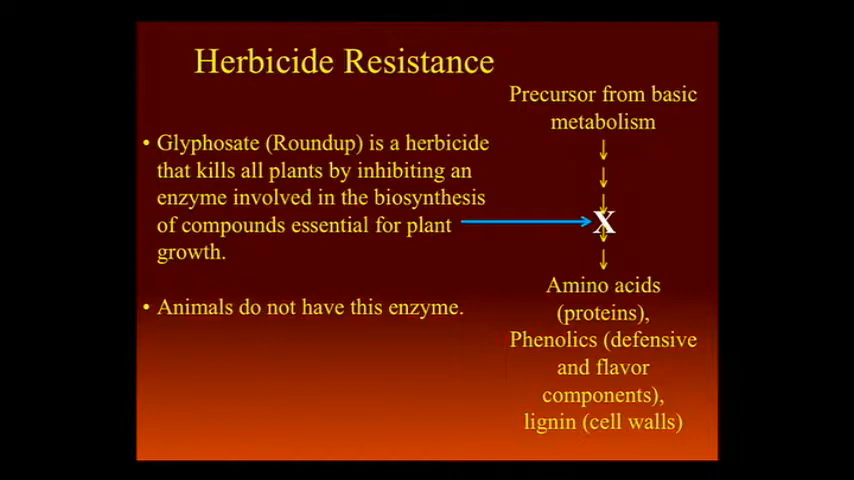 Herbicide Resistance
• Glyphosate (Roundup) is a herbicide
that kills all plants by inhibiting an
enzyme involved in the biosynthesis
of compounds essential for plant
growth.
• Animals do not have this enzyme.
Precursor from basic
metabolism
X
Amino acids
(proteins),
Phenolics (defensive
and flavor
components),
lignin (cell walls)